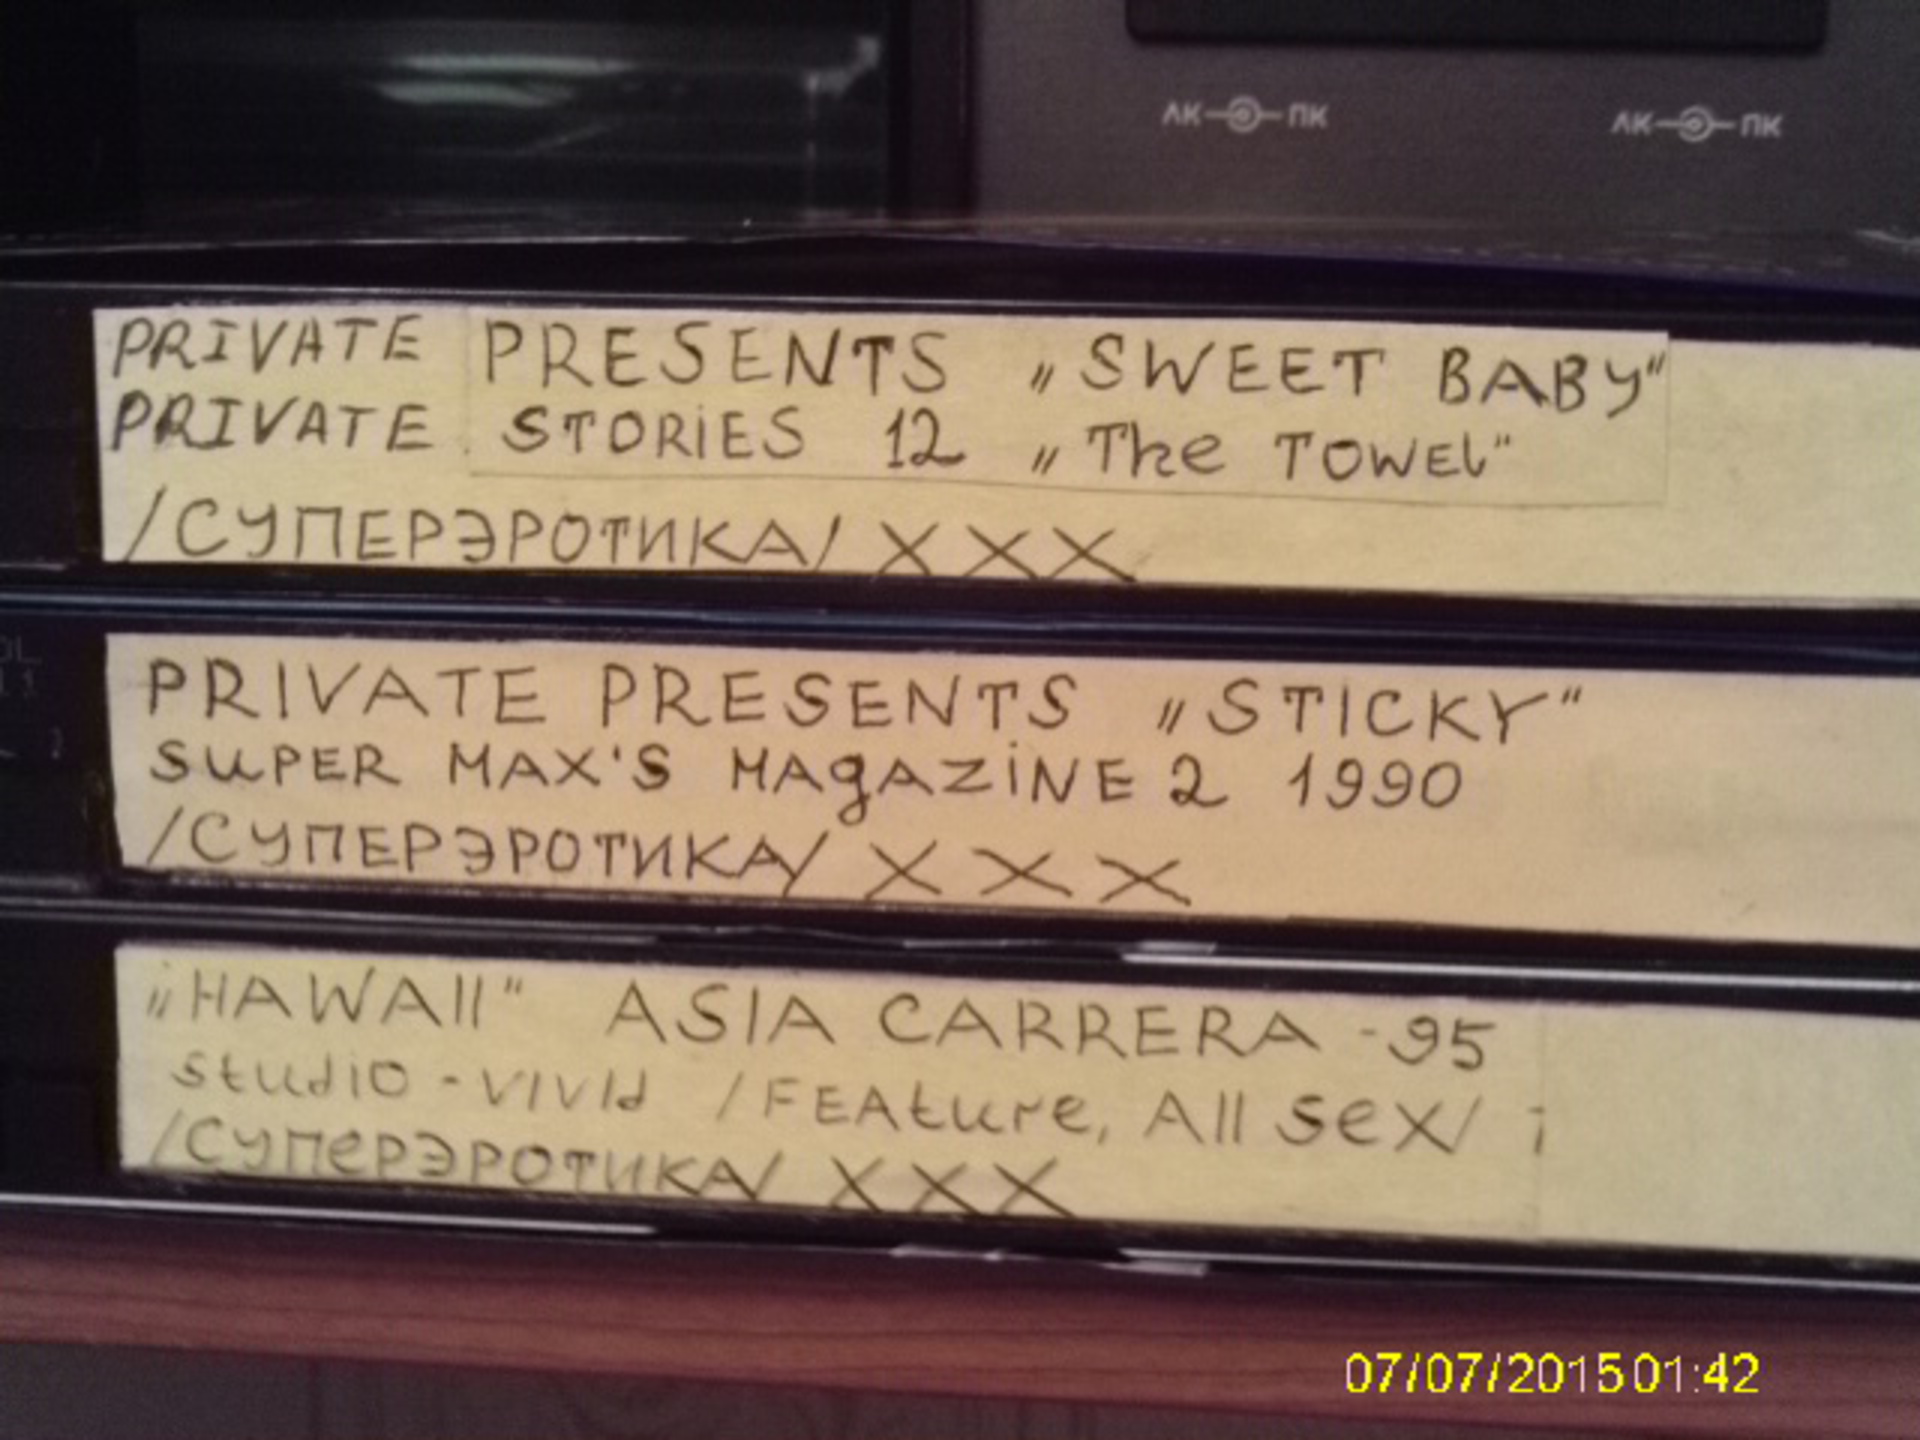 ЛК ПК ЛК ПК
PRIVATE PRESENTS „SWEET BABY“
PRIVATE STORIES 12 „The TOWEL“
/СУПЕРЭРОТИКА/ XXX
PRIVATE PRESENTS „STICKY“
SUPER MAX'S MAgAZiNE 2 1990
/СУПЕРЭРОТИКА/ XXX
„HAWAII“ ASIA CARRERA -95
studio - VIVId /FEAture, All sex/
/СУПеРЭРОТИКА/ XXX
07/07/2015 01:42